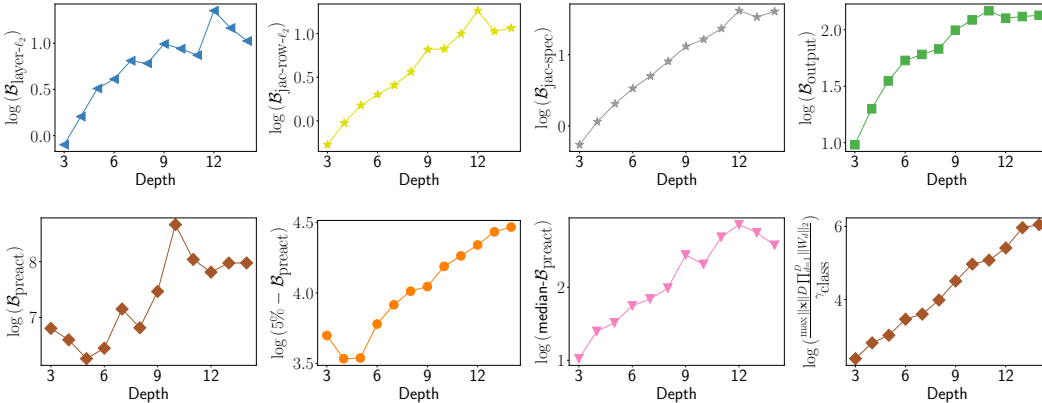 log (𝓑layer-ℓ₂)
1.0
0.5
0.0
3 6 9 12
Depth
log (𝓑jac-row-ℓ₂)
1.0
0.5
0.0
3 6 9 12
Depth
log (𝓑jac-spec)
1
0
3 6 9 12
Depth
log (𝓑output)
2.0
1.5
1.0
3 6 9 12
Depth
log (𝓑preact)
8
7
3 6 9 12
Depth
log (5% − 𝓑preact)
4.5
4.0
3.5
3 6 9 12
Depth
log (median-𝓑preact)
2
1
3 6 9 12
Depth
log (max ||x|| D ∏ᴰ_{d=1} ||W_d||₂ / γclass)
6
4
3 6 9 12
Depth